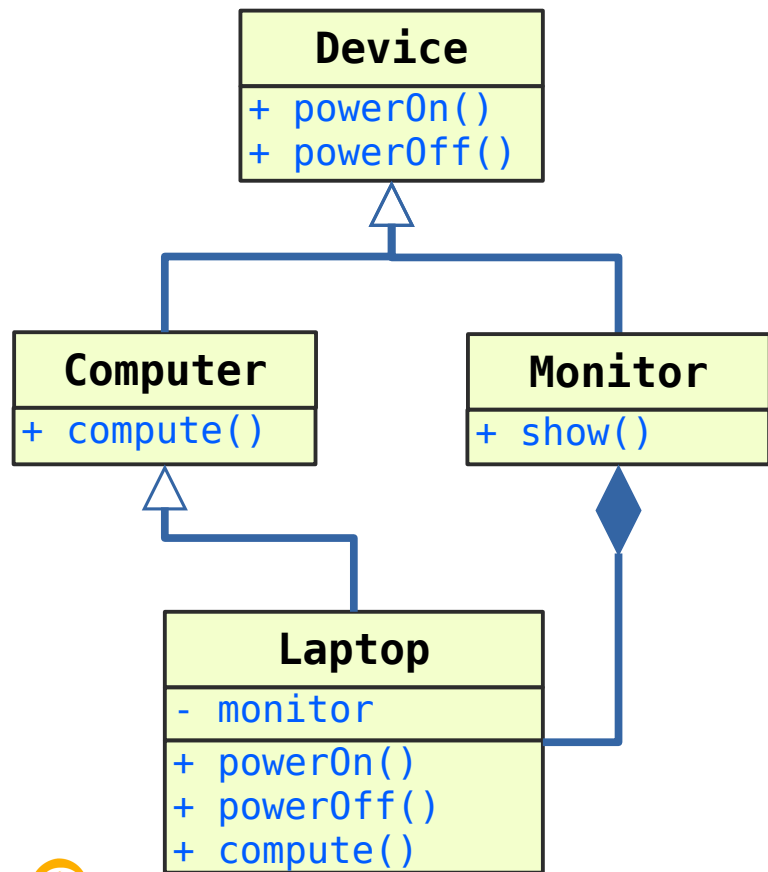 Device
+ powerOn()
+ powerOff()
Computer
+ compute()
Monitor
+ show()
Laptop
- monitor
+ powerOn()
+ powerOff()
+ compute()